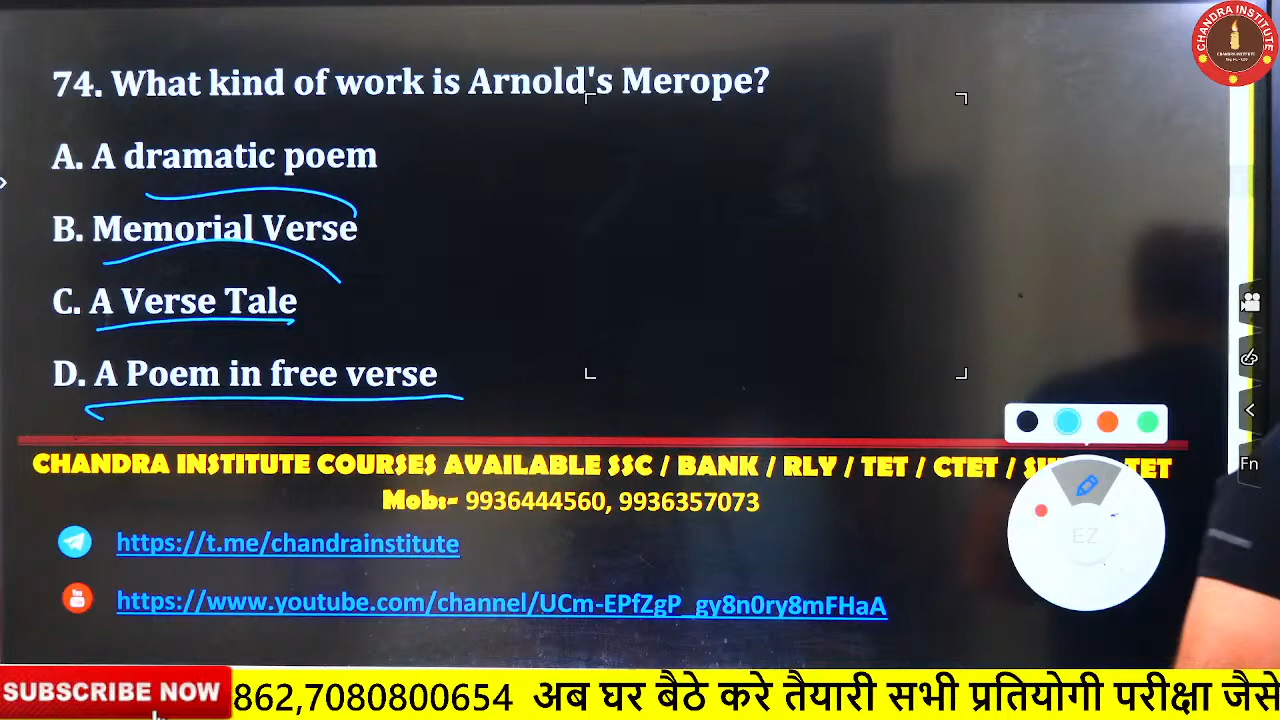 CHANDRA INSTITUTE
74. What kind of work is Arnold's Merope?
A. A dramatic poem
B. Memorial Verse
C. A Verse Tale
D. A Poem in free verse
CHANDRA INSTITUTE COURSES AVAILABLE SSC / BANK / RLY / TET / CTET / TET
Mob:- 9936444560, 9936357073
https://t.me/chandrainstitute
https://www.youtube.com/channel/UCm-EPfZgP_gy8n0ry8mFHaA
Fn
EZ
SUBSCRIBE NOW
862,7080800654 अब घर बैठे करे तैयारी सभी प्रतियोगी परीक्षा जैसे